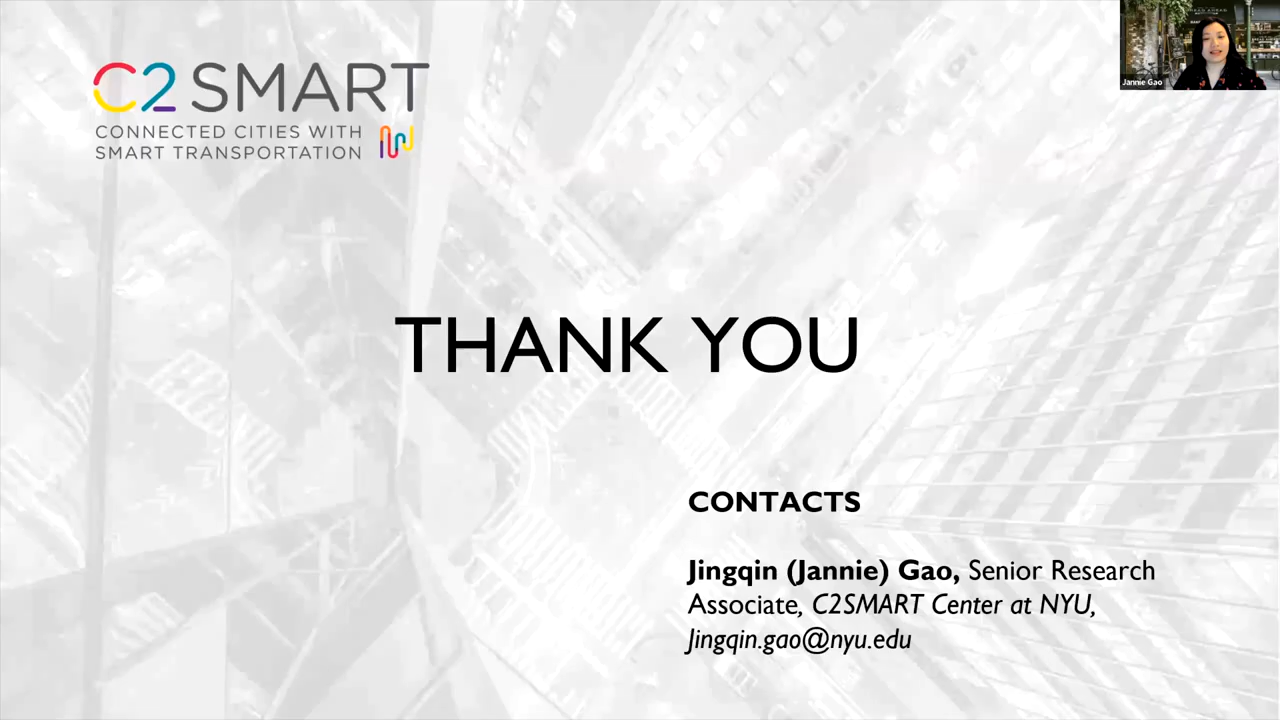 C2SMART
CONNECTED CITIES WITH
SMART TRANSPORTATION
Jannie Gao
THANK YOU
CONTACTS
Jingqin (Jannie) Gao, Senior Research
Associate, C2SMART Center at NYU,
Jingqin.gao@nyu.edu